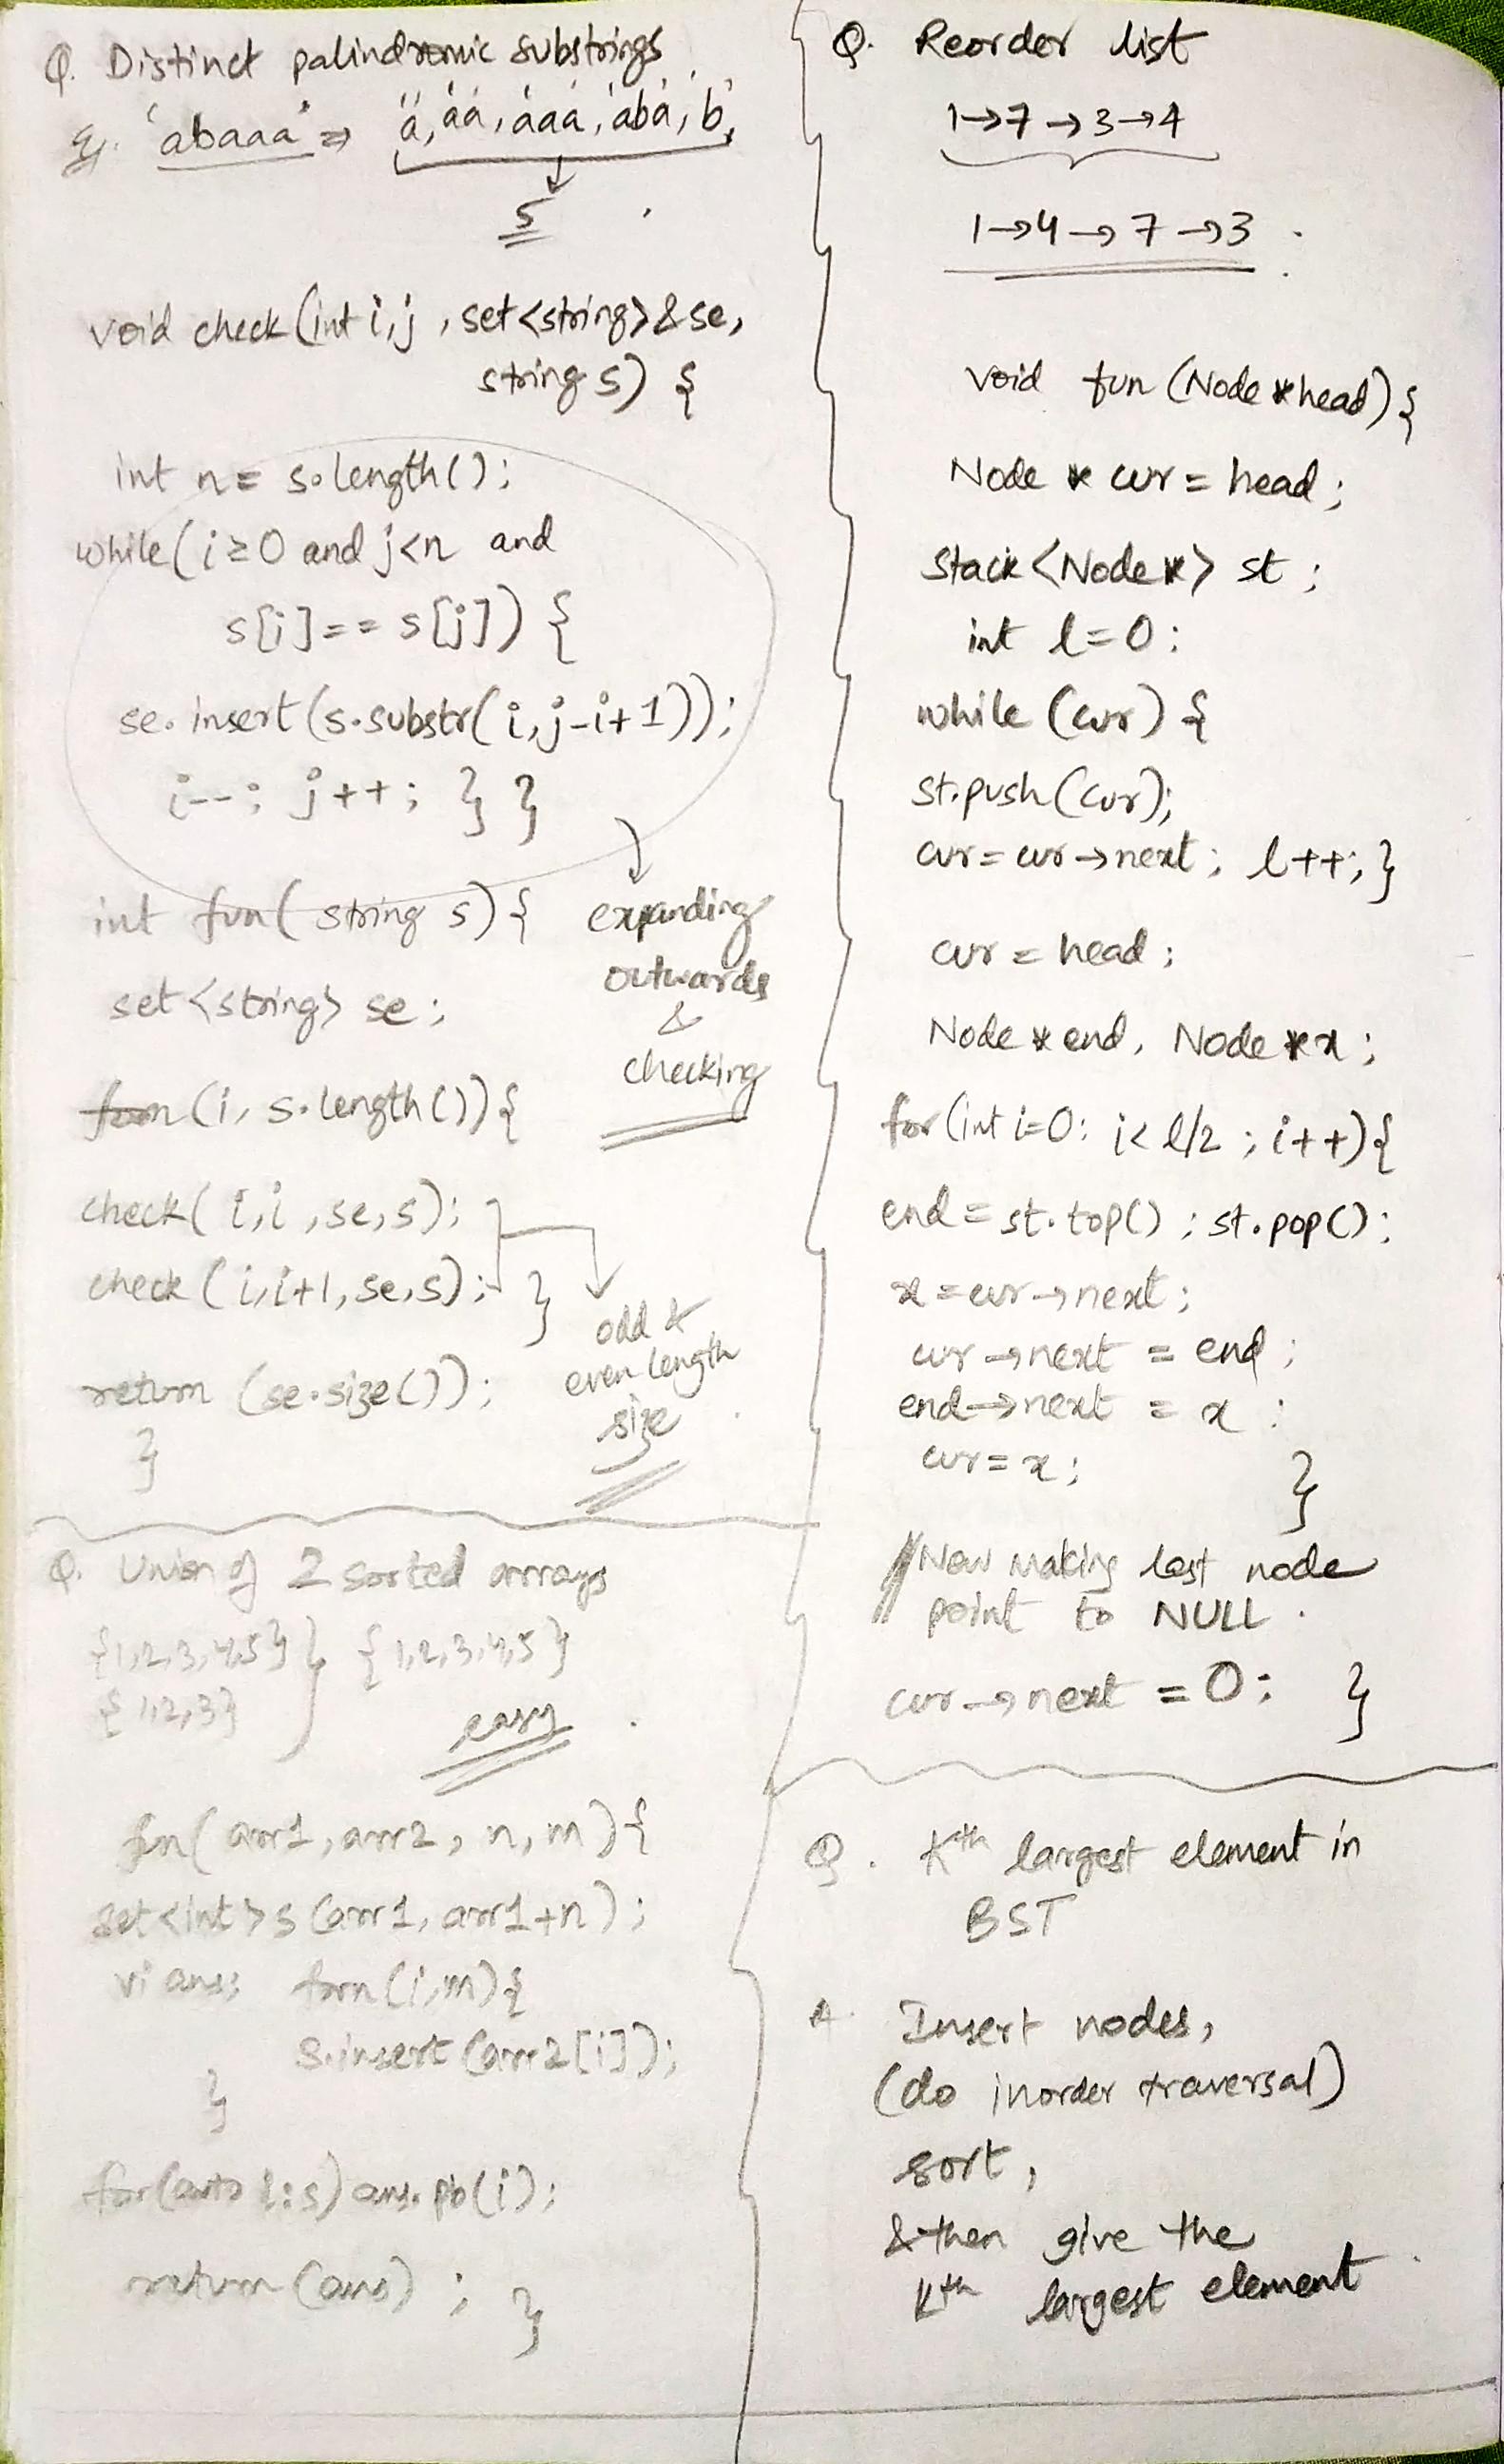 Q. Distinct palindromic substrings
Eg. 'abaaa' ⇒ 'a', 'aa', 'aaa', 'aba', 'b',
5
void check (int i,j , set<string>&se,
string s) {
int n = s.length();
while (i≥0 and j<n and
s[i]==s[j]) {
se.insert(s.substr(i,j-i+1));
i--; j++; } }
int fun( string s) {
expanding
outwards
&
checking
set<string> se;
forn (i, s.length()){
check( i,i ,se,s);
check ( i,i+1,se,s); }
odd &
even length
size
return (se.size());
}
Q. Union of 2 sorted arrays
{1,2,3,4,5} } {1,2,3,4,5}
{1,2,3}
easy
fn( arr1, arr2, n, m ){
set<int>s (arr1, arr1+n);
vi ans; forn(i,m){
s.insert (arr2[i]);
}
for(auto i:s) ans.pb(i);
return (ans) ; }
Q. Reorder list
1→7→3→4
1→4→7→3
void fun (Node *head) {
Node * cur = head;
stack<Node*> st ;
int l=0;
while (cur) {
st.push(cur);
cur=cur→next; l++; }
cur = head ;
Node * end, Node *x ;
for (int i=0; i< l/2 ; i++){
end = st.top() ; st.pop();
x = cur→next;
cur→next = end;
end→next = x ;
cur=x; }
//Now making last node
point to NULL.
cur→next = 0; }
Q. Kth largest element in
BST
A. Insert nodes,
(do inorder traversal)
sort,
& then give the
Kth largest element